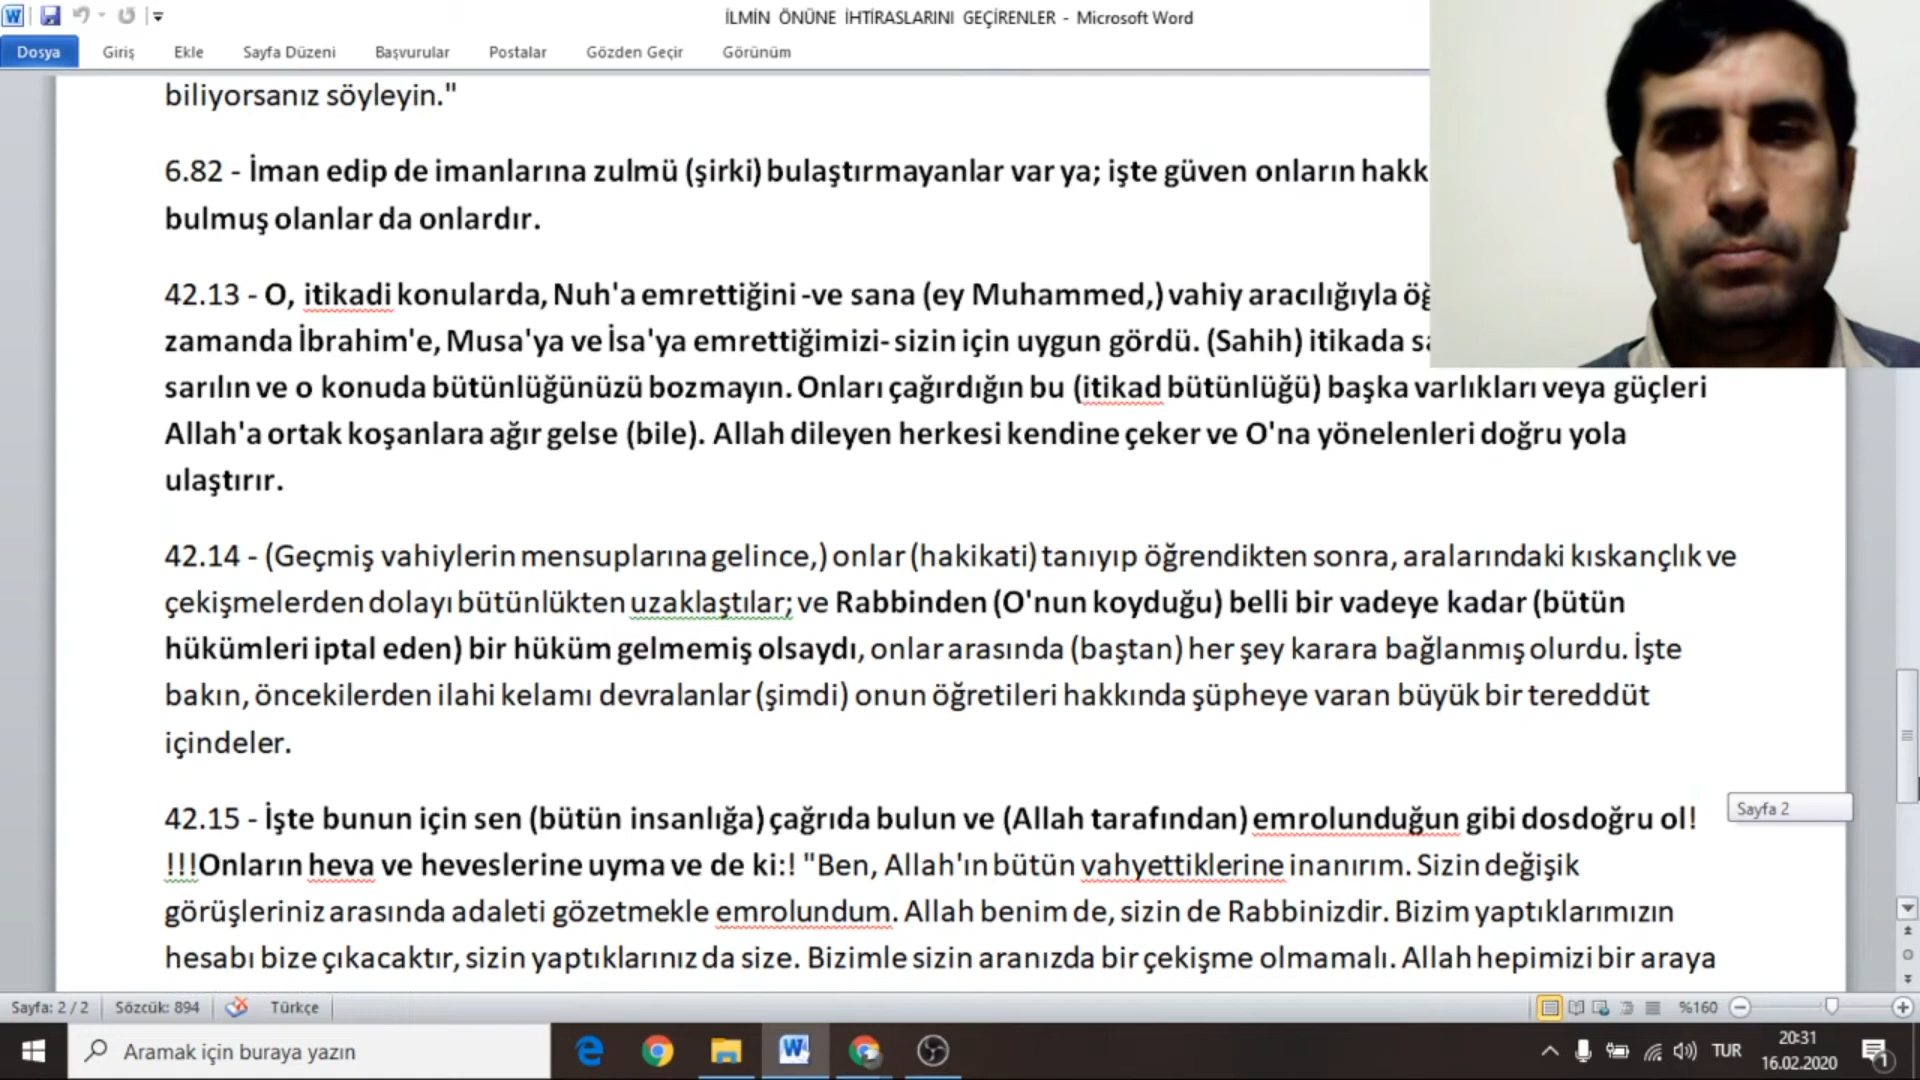 İLMİN ÖNÜNE İHTİRASLARINI GEÇİRENLER - Microsoft Word
Dosya Giriş Ekle Sayfa Düzeni Başvurular Postalar Gözden Geçir Görünüm
biliyorsanız söyleyin."
6.82 - İman edip de imanlarına zulmü (şirki) bulaştırmayanlar var ya; işte güven onların hakk
bulmuş olanlar da onlardır.
42.13 - O, itikadi konularda, Nuh'a emrettiğini -ve sana (ey Muhammed,) vahiy aracılığıyla öğ
zamanda İbrahim'e, Musa'ya ve İsa'ya emrettiğimizi- sizin için uygun gördü. (Sahih) itikada sa
sarılın ve o konuda bütünlüğünüzü bozmayın. Onları çağırdığın bu (itikad bütünlüğü) başka varlıkları veya güçleri
Allah'a ortak koşanlara ağır gelse (bile). Allah dileyen herkesi kendine çeker ve O'na yönelenleri doğru yola
ulaştırır.
42.14 - (Geçmiş vahiylerin mensuplarına gelince,) onlar (hakikati) tanıyıp öğrendikten sonra, aralarındaki kıskançlık ve
çekişmelerden dolayı bütünlükten uzaklaştılar; ve Rabbinden (O'nun koyduğu) belli bir vadeye kadar (bütün
hükümleri iptal eden) bir hüküm gelmemiş olsaydı, onlar arasında (baştan) her şey karara bağlanmış olurdu. İşte
bakın, öncekilerden ilahi kelamı devralanlar (şimdi) onun öğretileri hakkında şüpheye varan büyük bir tereddüt
içindeler.
42.15 - İşte bunun için sen (bütün insanlığa) çağrıda bulun ve (Allah tarafından) emrolunduğun gibi dosdoğru ol!
!!!Onların heva ve heveslerine uyma ve de ki:! "Ben, Allah'ın bütün vahyettiklerine inanırım. Sizin değişik
görüşleriniz arasında adaleti gözetmekle emrolundum. Allah benim de, sizin de Rabbinizdir. Bizim yaptıklarımızın
hesabı bize çıkacaktır, sizin yaptıklarınız da size. Bizimle sizin aranızda bir çekişme olmamalı. Allah hepimizi bir araya
Sayfa 2
Sayfa: 2 / 2 Sözcük: 894 Türkçe %160
Aramak için buraya yazın TUR 20:31
16.02.2020 1